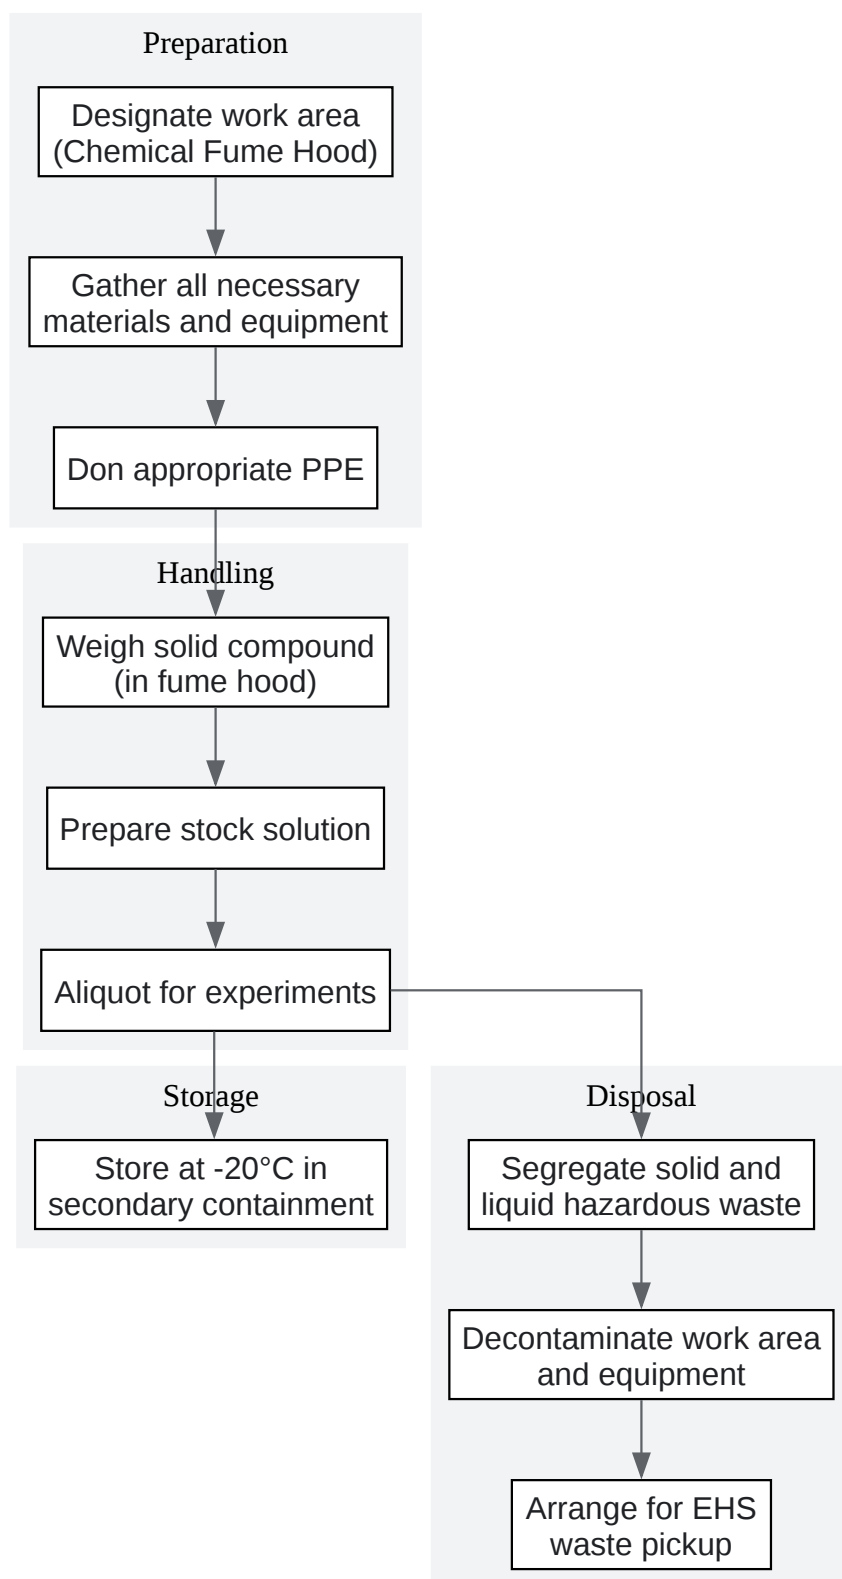 Preparation
Designate work area
(Chemical Fume Hood)
Gather all necessary
materials and equipment
Don appropriate PPE
Handling
Weigh solid compound
(in fume hood)
Prepare stock solution
Aliquot for experiments
Storage
Store at -20°C in
secondary containment
Disposal
Segregate solid and
liquid hazardous waste
Decontaminate work area
and equipment
Arrange for EHS
waste pickup